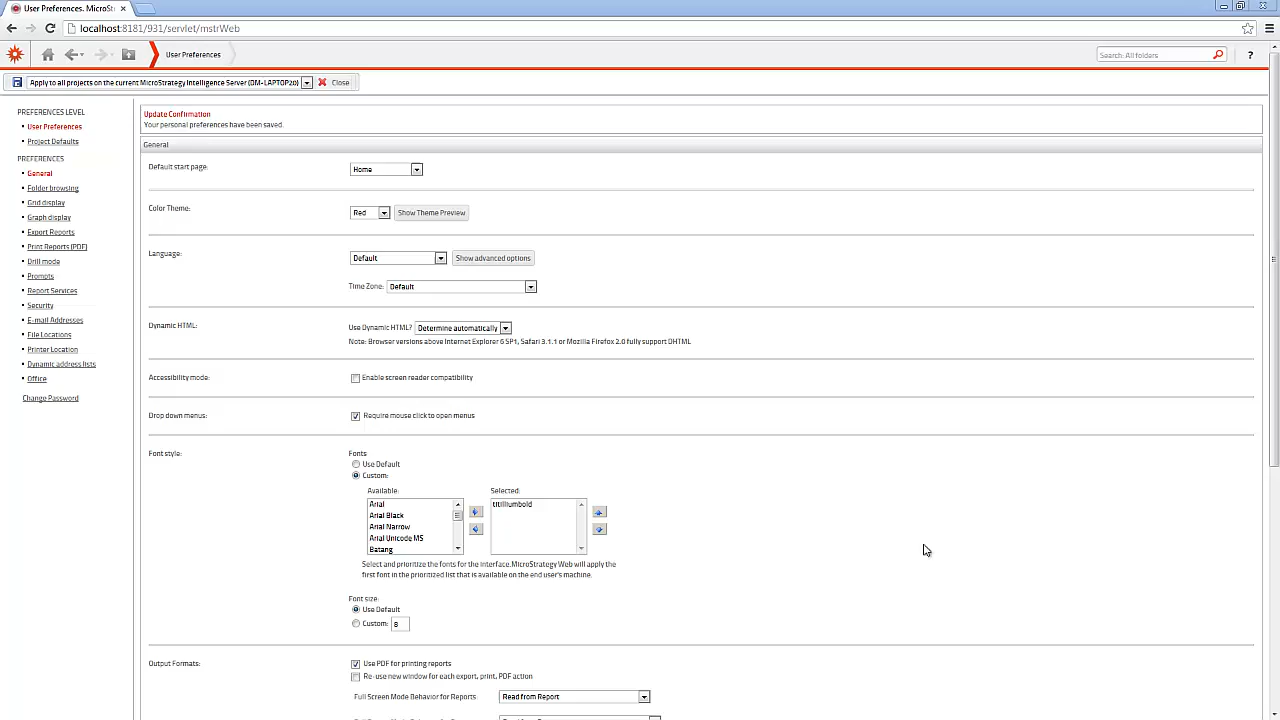 User Preferences. MicroSt
localhost:8181/931/servlet/mstrWeb
User Preferences
Search: All folders
?
Apply to all projects on the current MicroStrategy Intelligence Server (DM-LAPTOP20)
Close
PREFERENCES LEVEL
User Preferences
Project Defaults
PREFERENCES
General
Folder browsing
Grid display
Graph display
Export Reports
Print Reports (PDF)
Drill mode
Prompts
Report Services
Security
E-mail Addresses
File Locations
Printer Location
Dynamic address lists
Office
Change Password
Update Confirmation
Your personal preferences have been saved.
General
Default start page:
Home
Color Theme:
Red
Show Theme Preview
Language:
Default
Show advanced options
Time Zone: Default
Dynamic HTML:
Use Dynamic HTML? Determine automatically
Note: Browser versions above Internet Explorer 6 SP1, Safari 3.1.1 or Mozilla Firefox 2.0 fully support DHTML
Accessibility mode:
Enable screen reader compatibility
Drop down menus:
Require mouse click to open menus
Font style:
Fonts
Use Default
Custom:
Available:
Arial
Arial Black
Arial Narrow
Arial Unicode MS
Batang
Selected:
titilliumbold
Select and prioritize the fonts for the interface.MicroStrategy Web will apply the
first font in the prioritized list that is available on the end user's machine.
Font size:
Use Default
Custom: 8
Output Formats:
Use PDF for printing reports
Re-use new window for each export, print, PDF action
Full Screen Mode Behavior for Reports: Read from Report